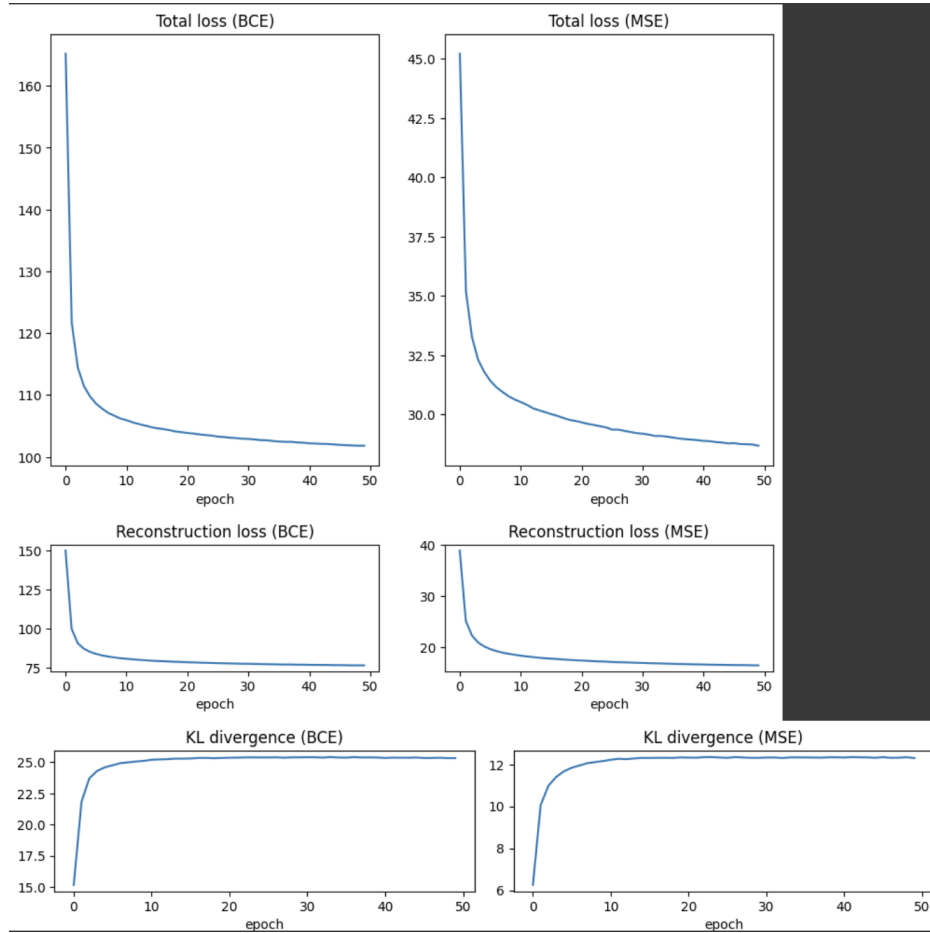 Total loss (BCE) Total loss (MSE)
160 45.0
150 42.5
140 40.0
130 37.5
120 35.0
110 32.5
100 30.0
0 10 20 30 40 50 0 10 20 30 40 50
epoch epoch
Reconstruction loss (BCE) Reconstruction loss (MSE)
150 40
125 30
100 20
75
0 10 20 30 40 50 0 10 20 30 40 50
epoch epoch
KL divergence (BCE) KL divergence (MSE)
25.0 12
22.5 10
20.0 8
17.5 6
15.0
0 10 20 30 40 50 0 10 20 30 40 50
epoch epoch